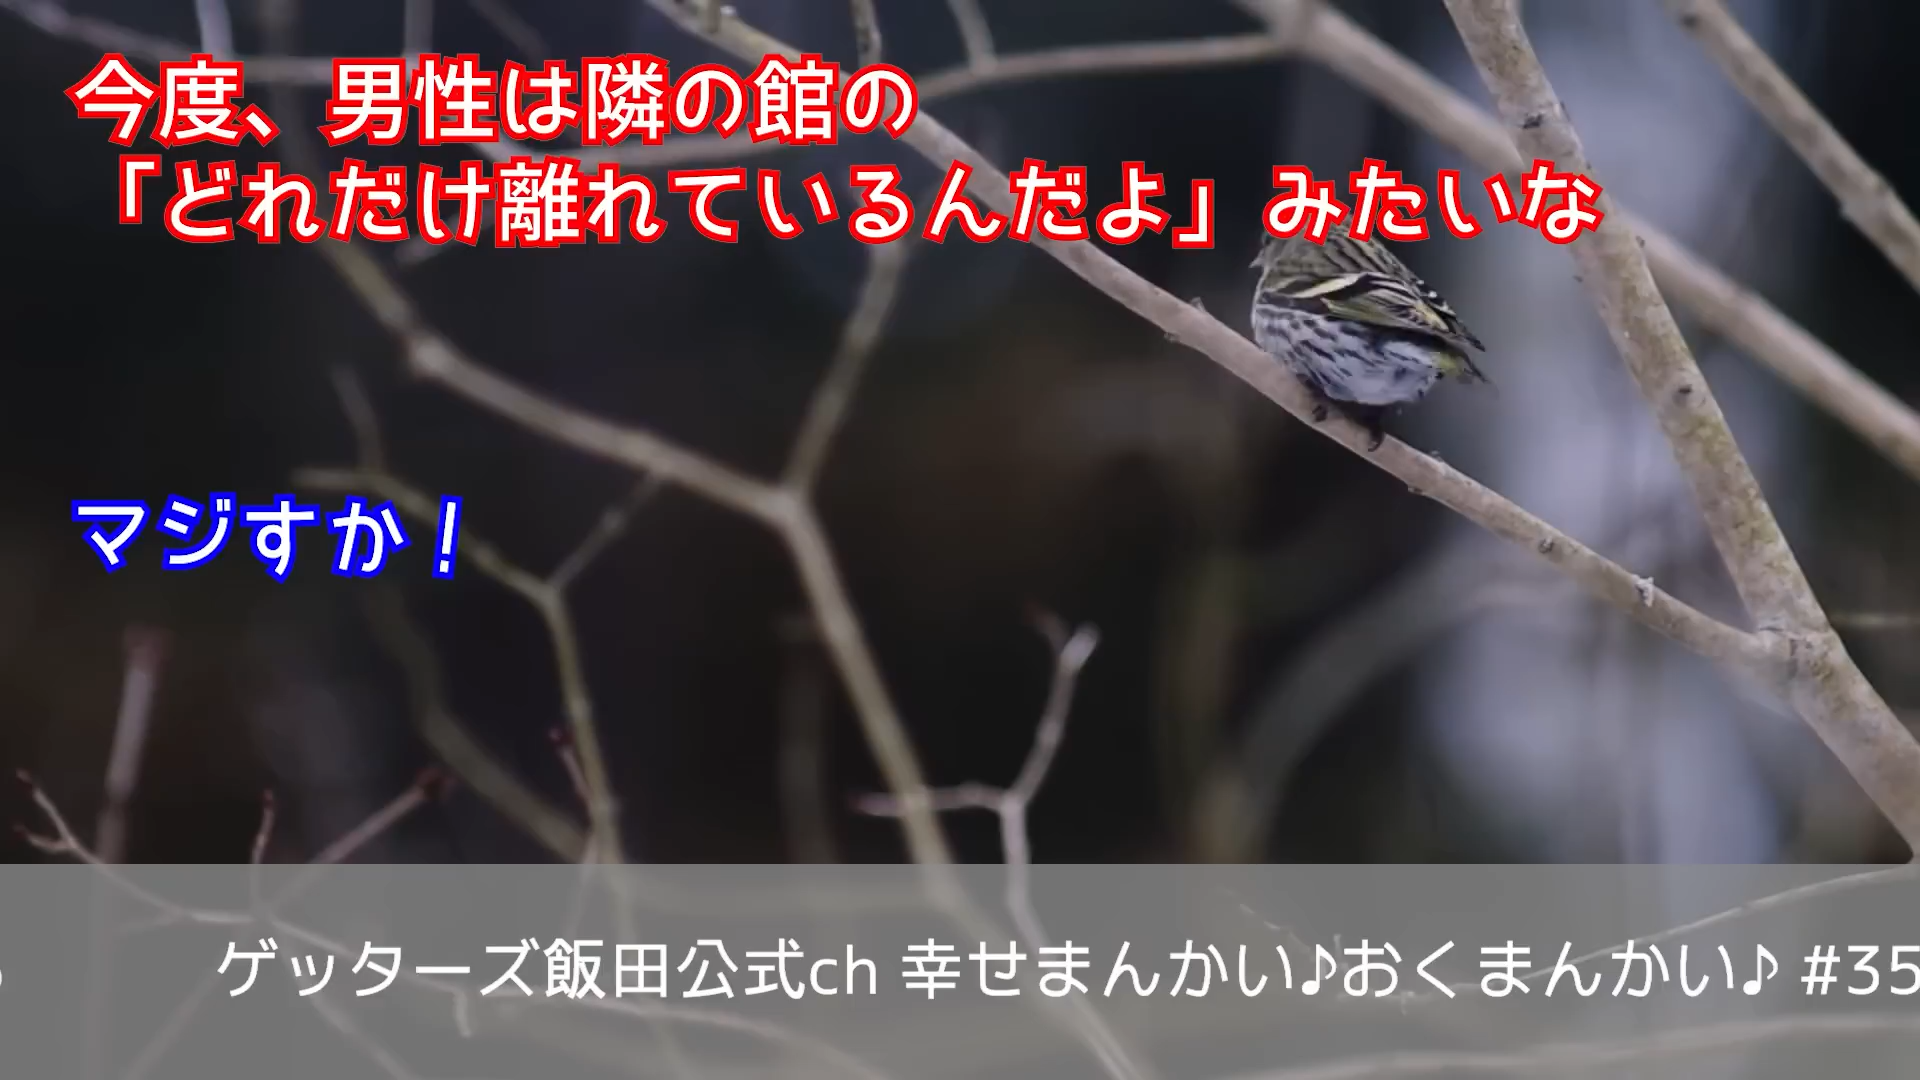 今度、男性は隣の館の
「どれだけ離れているんだよ」みたいな
マジすか！
ゲッターズ飯田公式ch 幸せまんかい♪おくまんかい♪ #35